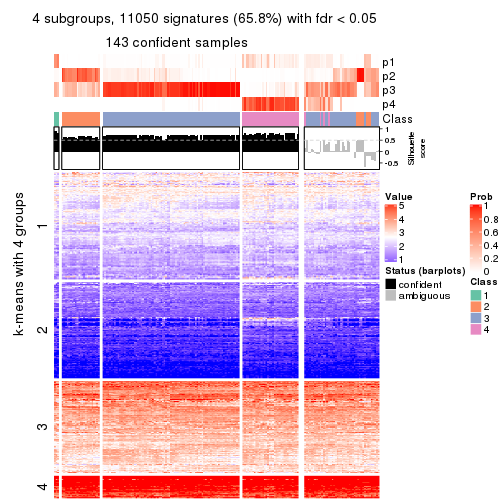 4 subgroups, 11050 signatures (65.8%) with fdr < 0.05
143 confident samples
p1
p2
p3
p4
Class
1
0.5
0
-0.5
Silhouette
score
k-means with 4 groups
1
2
3
4
Value
5
4
3
2
1
Status (barplots)
confident
ambiguous
Prob
1
0.8
0.6
0.4
0.2
0
Class
1
2
3
4